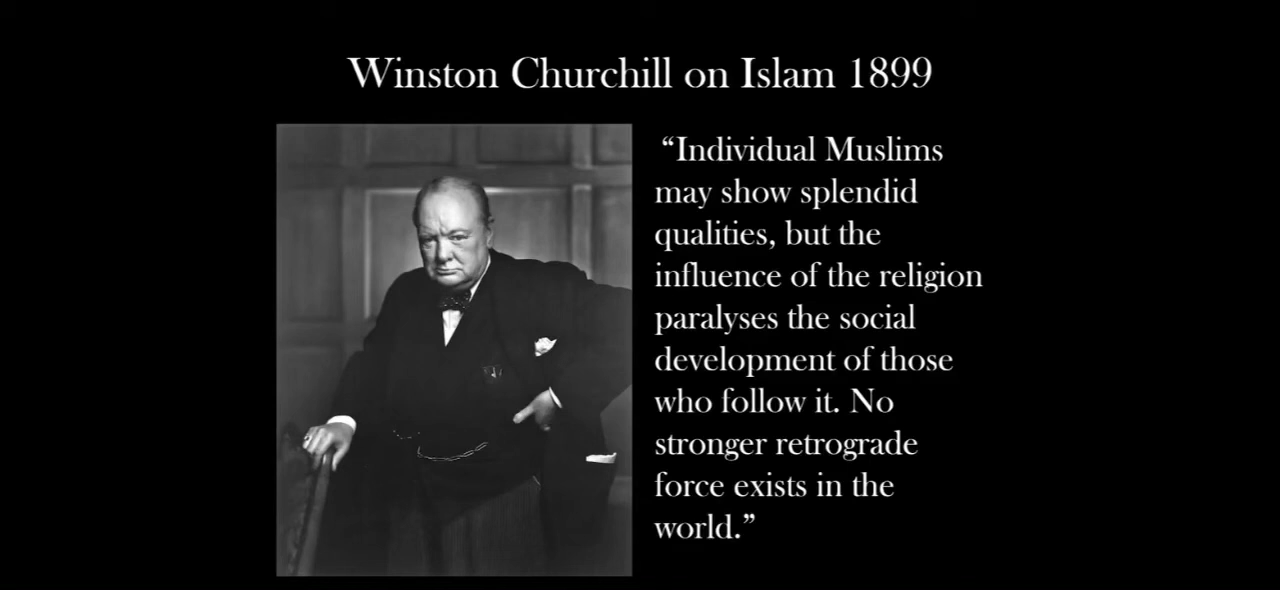 Winston Churchill on Islam 1899
“Individual Muslims
may show splendid
qualities, but the
influence of the religion
paralyses the social
development of those
who follow it. No
stronger retrograde
force exists in the
world.”